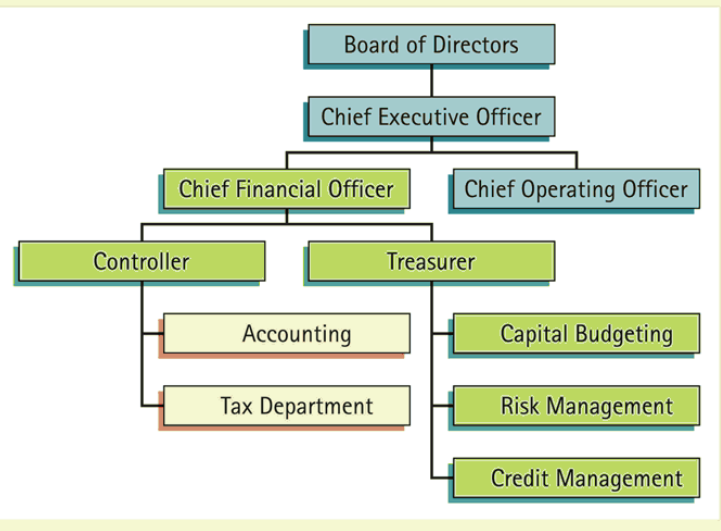 Board of Directors
Chief Executive Officer
Chief Financial Officer
Chief Operating Officer
Controller
Treasurer
Accounting
Capital Budgeting
Tax Department
Risk Management
Credit Management